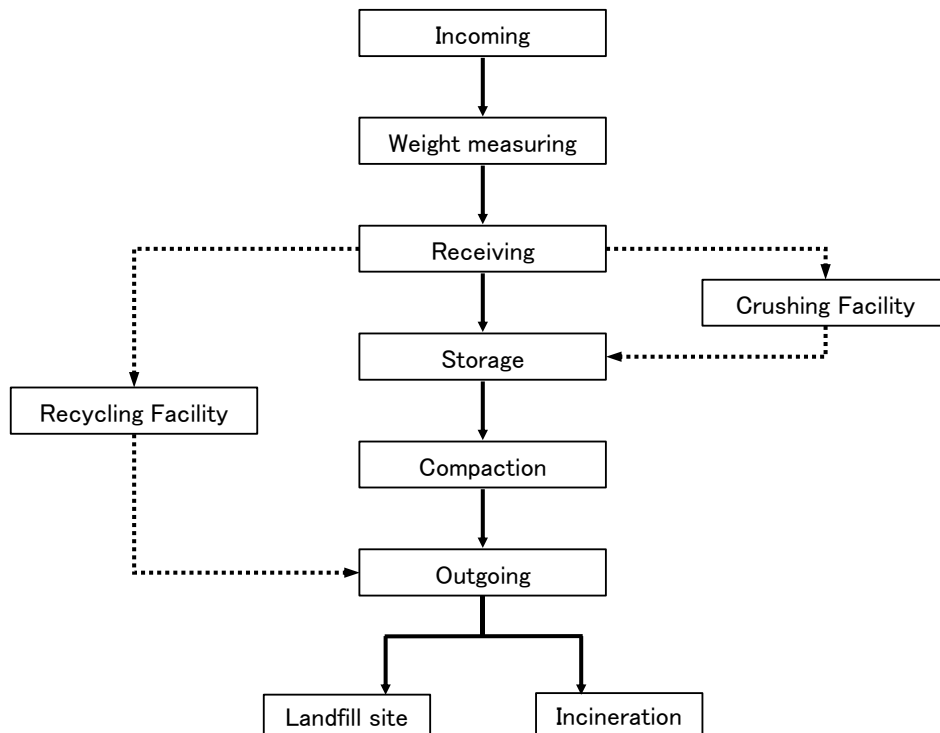 Incoming
Weight measuring
Receiving
Crushing Facility
Storage
Recycling Facility
Compaction
Outgoing
Landfill site
Incineration